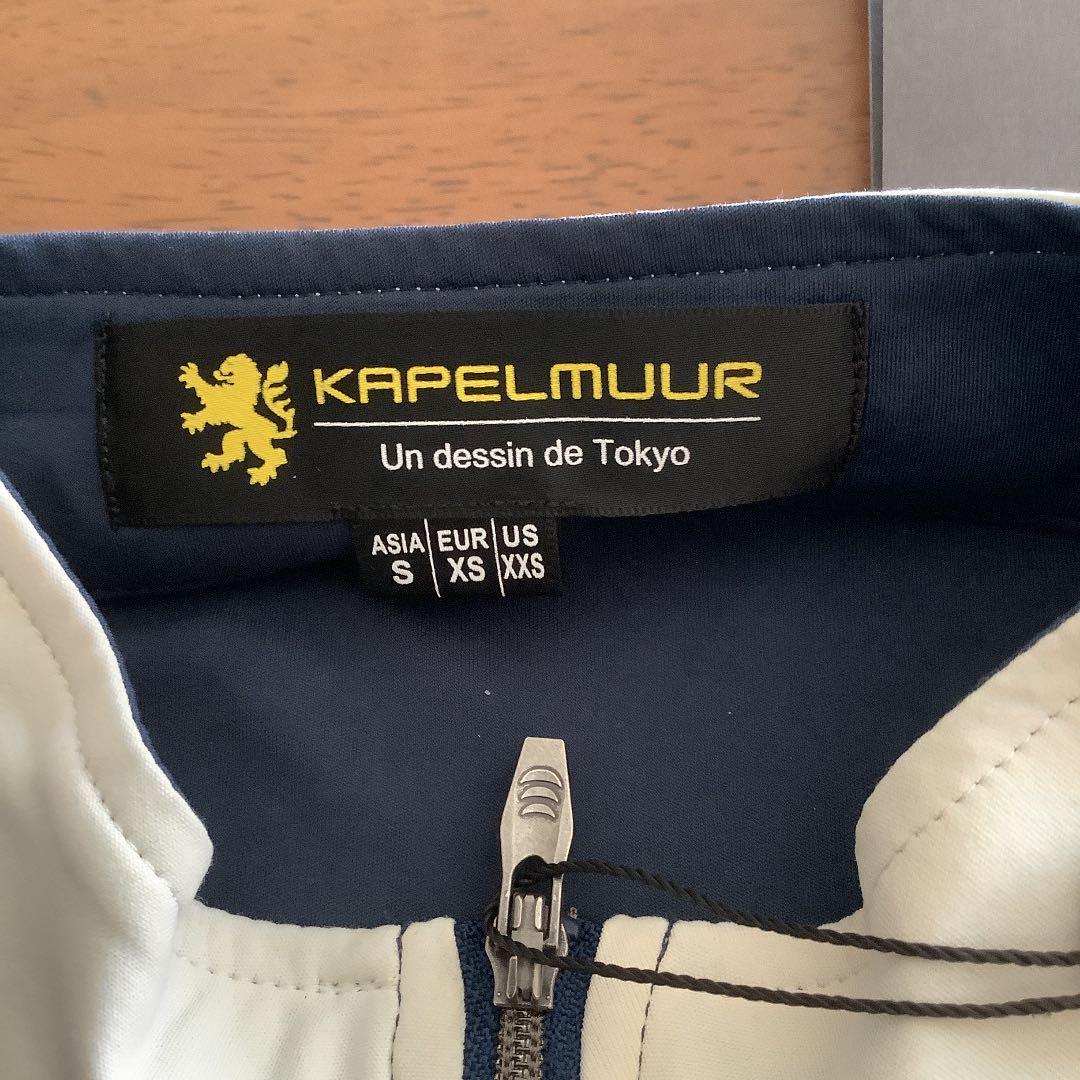 KAPELMUUR
Un dessin de Tokyo
ASIA EUR US
S XS XXS